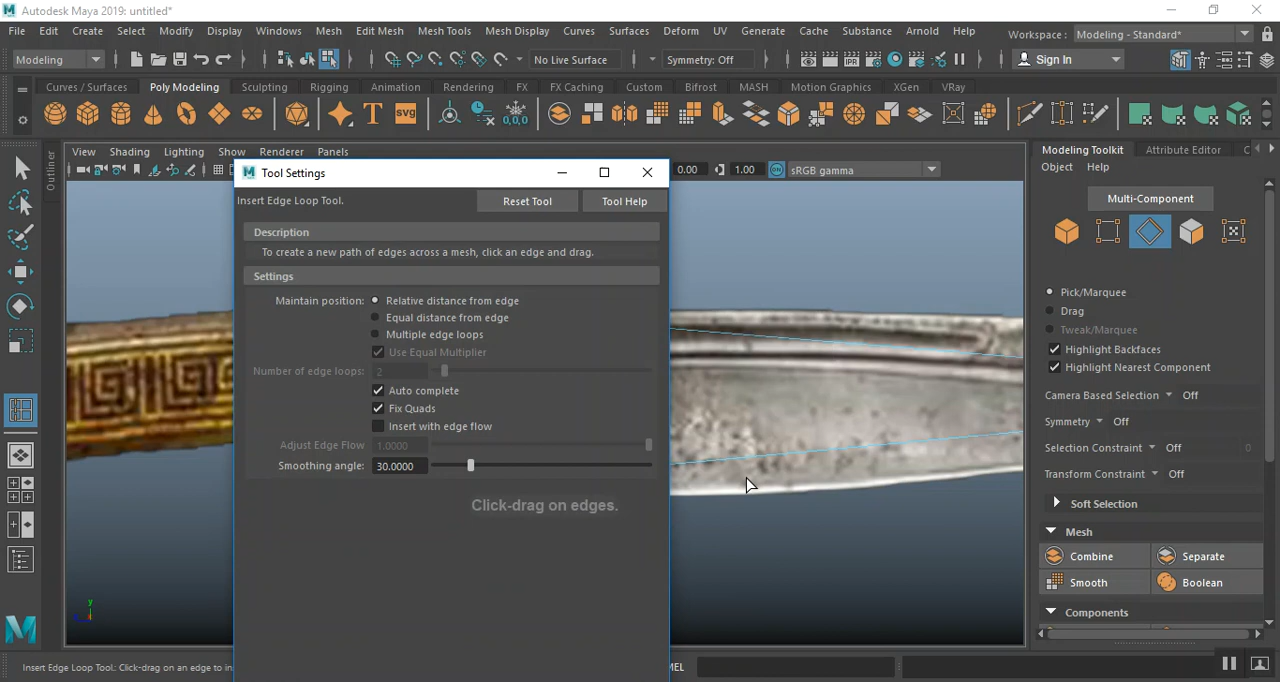 Autodesk Maya 2019: untitled*
File Edit Create Select Modify Display Windows Mesh Edit Mesh Mesh Tools Mesh Display Curves Surfaces Deform UV Generate Cache Substance Arnold Help Workspace : Modeling - Standard*
Modeling No Live Surface Symmetry: Off Sign In
Curves / Surfaces Poly Modeling Sculpting Rigging Animation Rendering FX FX Caching Custom Bifrost MASH Motion Graphics XGen VRay
SVG 0,0,0
View Shading Lighting Show Renderer Panels
Outliner
0.00 1.00 ON sRGB gamma
Tool Settings
Insert Edge Loop Tool. Reset Tool Tool Help
Description
To create a new path of edges across a mesh, click an edge and drag.
Settings
Maintain position: Relative distance from edge
Equal distance from edge
Multiple edge loops
Use Equal Multiplier
Number of edge loops: 2
Auto complete
Fix Quads
Insert with edge flow
Adjust Edge Flow 1.0000
Smoothing angle: 30.0000
Click-drag on edges.
Modeling Toolkit Attribute Editor C
Object Help
Multi-Component
Pick/Marquee
Drag
Tweak/Marquee
Highlight Backfaces
Highlight Nearest Component
Camera Based Selection Off
Symmetry Off
Selection Constraint Off 0
Transform Constraint Off
Soft Selection
Mesh
Combine Separate
Smooth Boolean
Components
y
Insert Edge Loop Tool: Click-drag on an edge to in
MEL